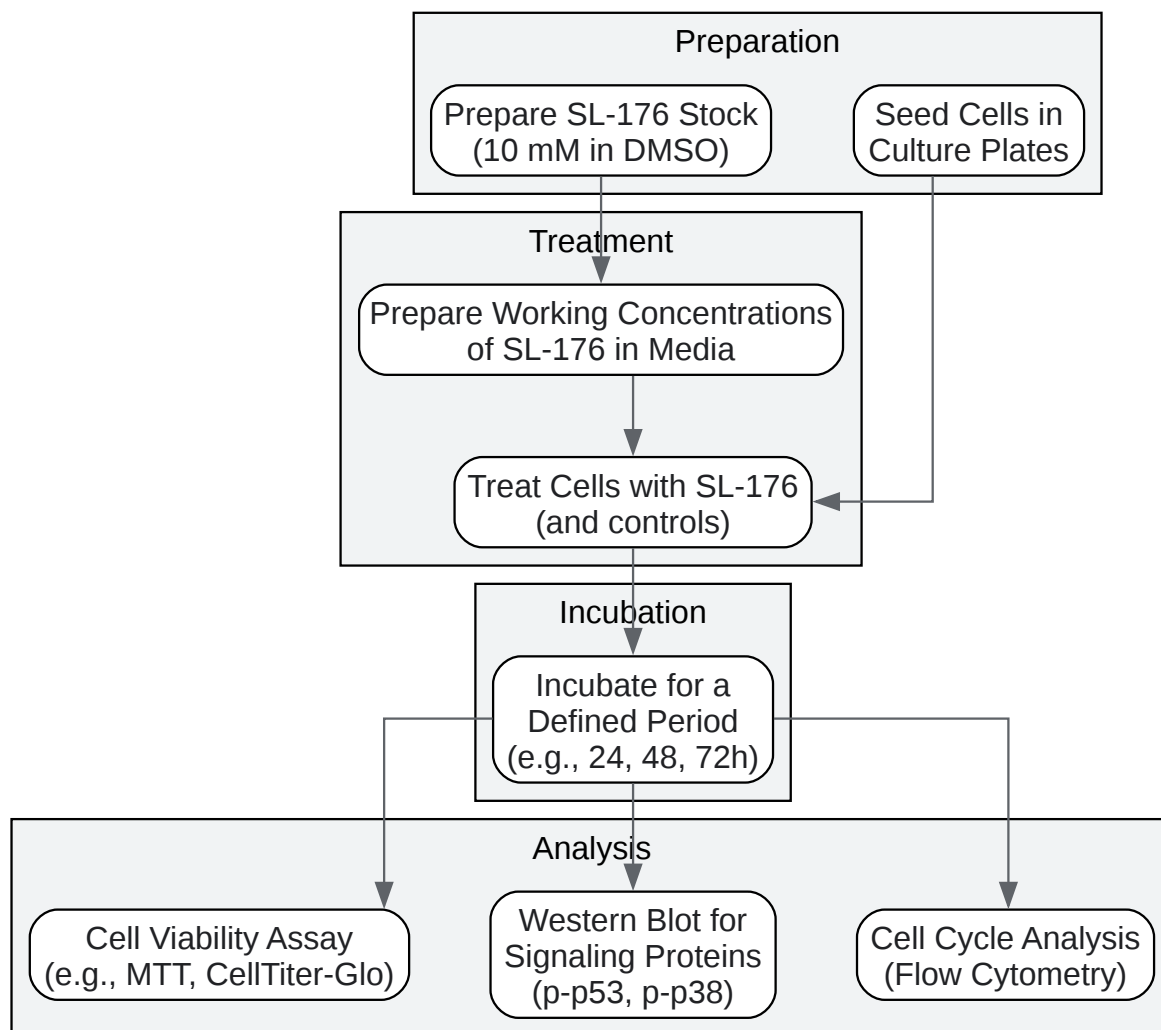 Preparation
Prepare SL-176 Stock
(10 mM in DMSO)
Seed Cells in
Culture Plates
Treatment
Prepare Working Concentrations
of SL-176 in Media
Treat Cells with SL-176
(and controls)
Incubation
Incubate for a
Defined Period
(e.g., 24, 48, 72h)
Analysis
Cell Viability Assay
(e.g., MTT, CellTiter-Glo)
Western Blot for
Signaling Proteins
(p-p53, p-p38)
Cell Cycle Analysis
(Flow Cytometry)